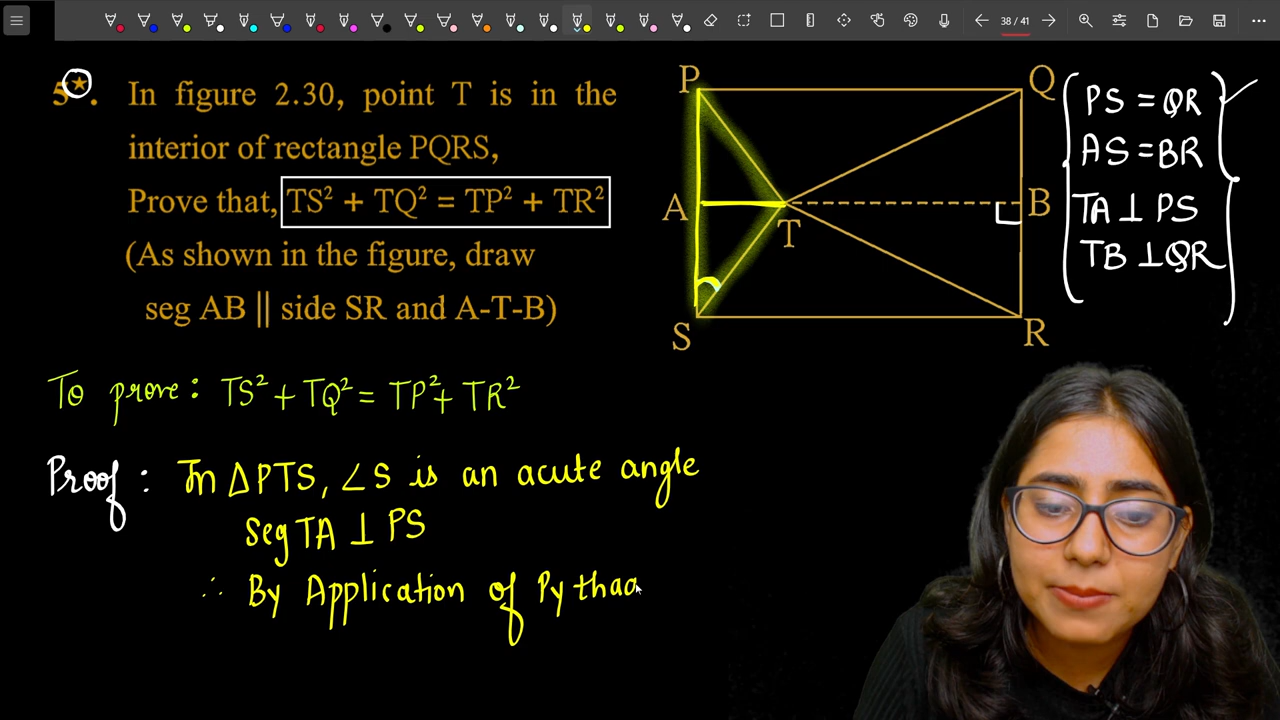 38 / 41
5*. In figure 2.30, point T is in the
interior of rectangle PQRS,
Prove that, TS² + TQ² = TP² + TR²
(As shown in the figure, draw
seg AB || side SR and A-T-B)
P
Q
A
T
B
S
R
PS = QR
AS = BR
TA ⊥ PS
TB ⊥ QR
To prove: TS² + TQ² = TP² + TR²
Proof : In ΔPTS, ∠S is an acute angle
Seg TA ⊥ PS
∴ By Application of Pythag